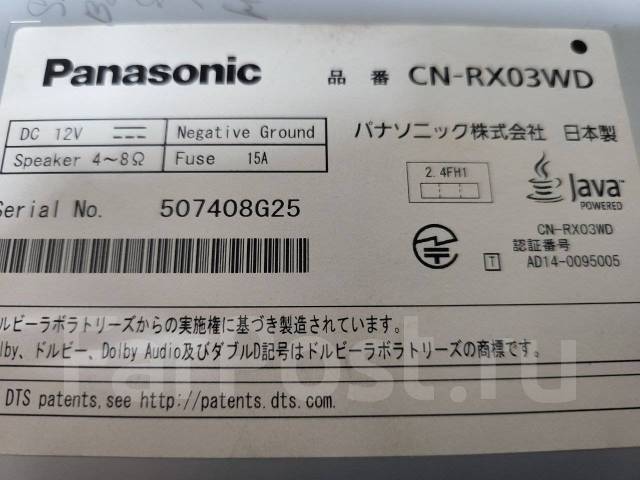 Panasonic 品番 CN-RX03WD
DC 12V Negative Ground
Speaker 4～8Ω Fuse 15A
パナソニック株式会社 日本製
2.4FH1
Java
POWERED
Serial No. 507408G25
CN-RX03WD
認証番号
T AD14-0095005
ルビーラボラトリーズからの実施権に基づき製造されています。
lby、ドルビー、Dolby Audio及びダブルD記号はドルビーラボラトリーズの商標です。
DTS patents,see http://patents.dts.com.
FarPost.ru